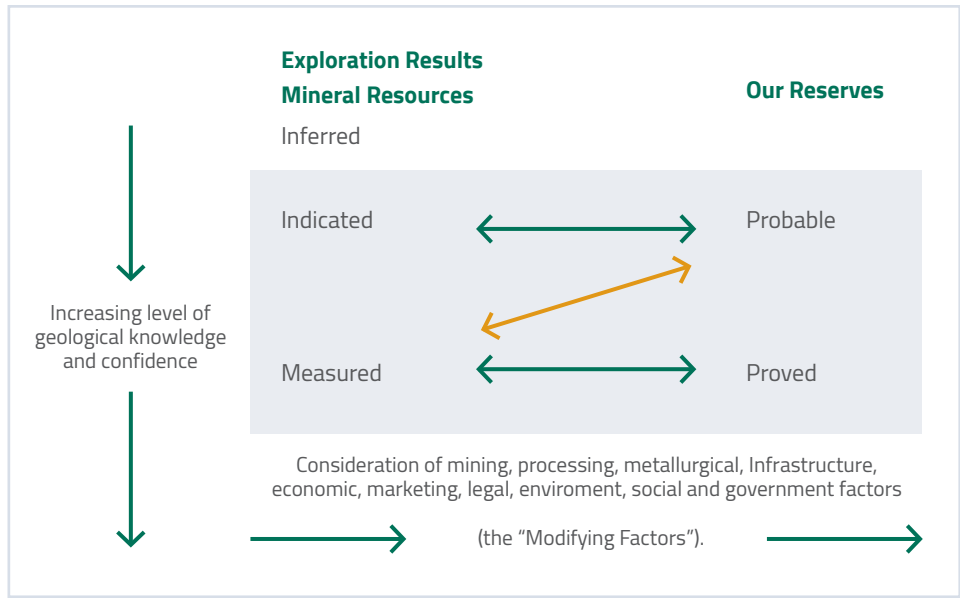 Exploration Results
Mineral Resources
Our Reserves
Inferred
Indicated
Probable
Increasing level of
geological knowledge
and confidence
Measured
Proved
Consideration of mining, processing, metallurgical, Infrastructure,
economic, marketing, legal, enviroment, social and government factors
(the “Modifying Factors”).